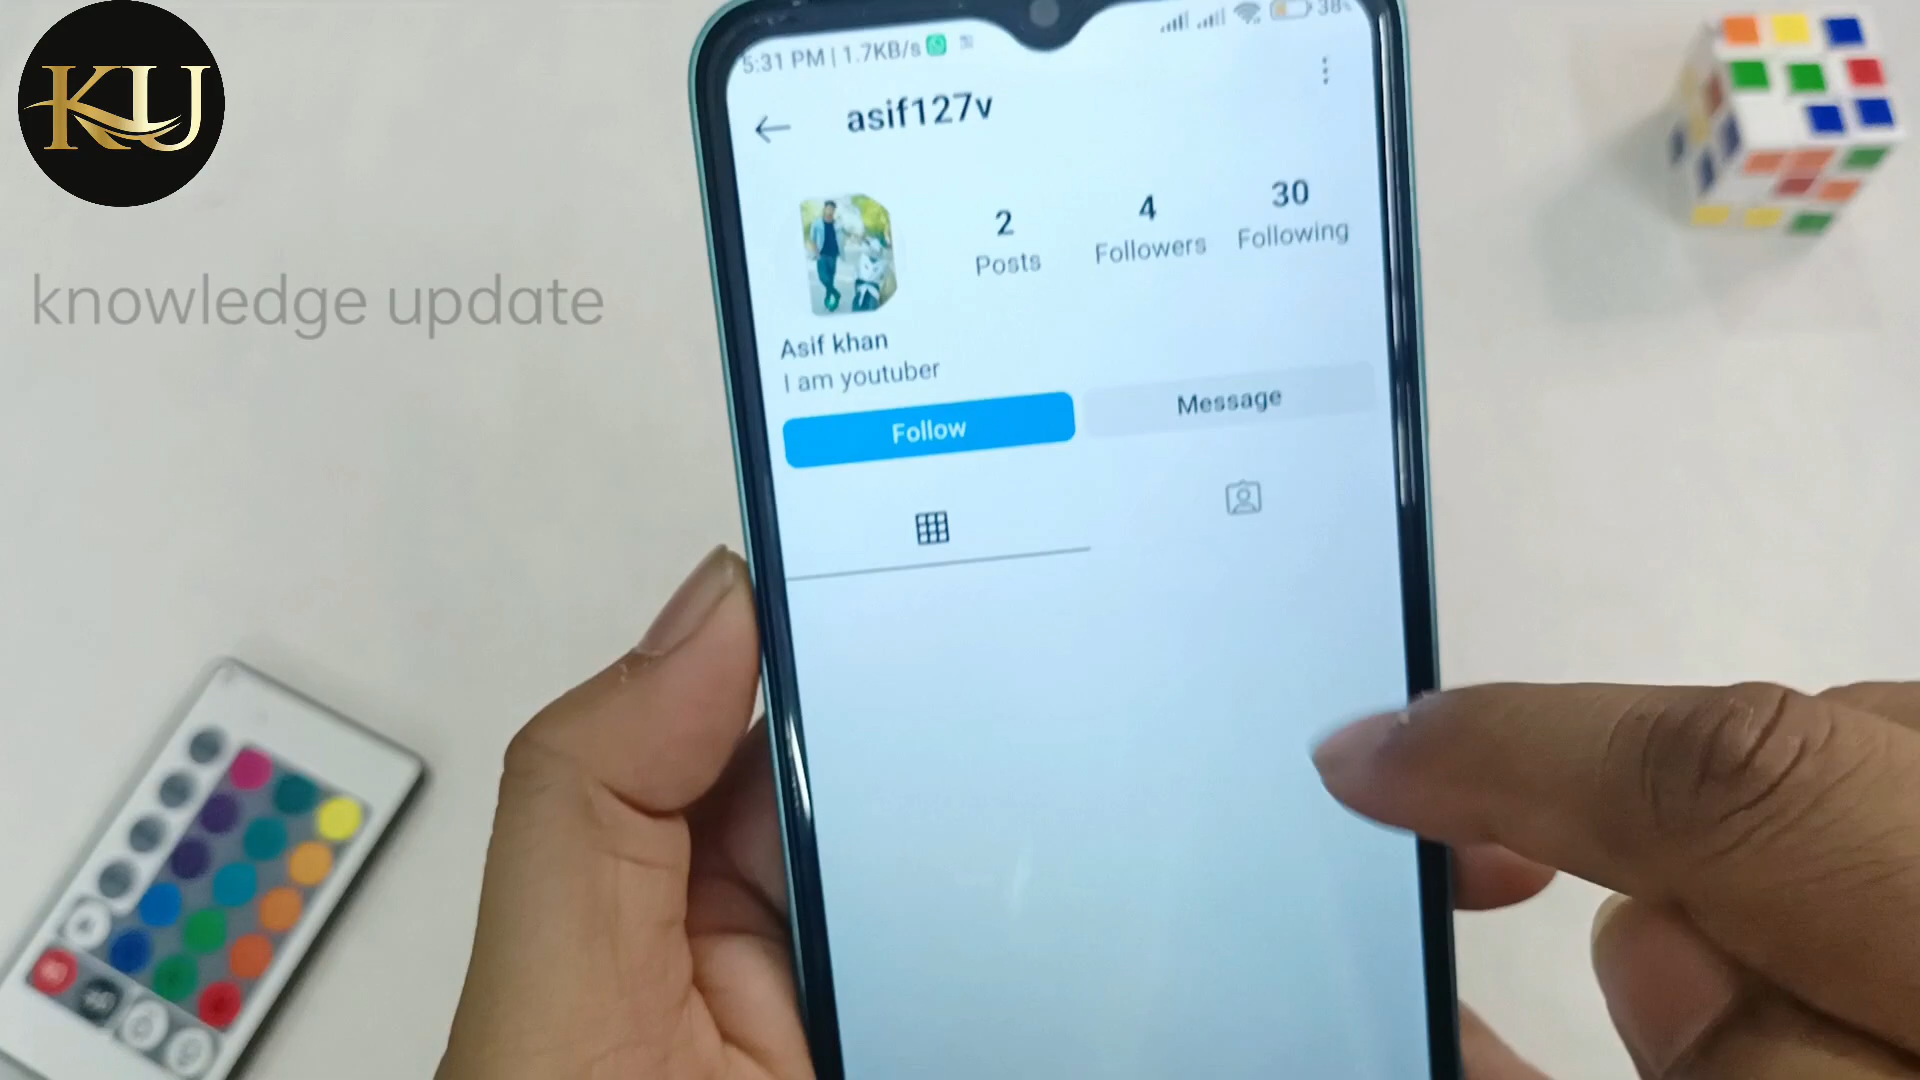 KU
knowledge update
5:31 PM | 1.7KB/s
38%
asif127v
2
Posts
4
Followers
30
Following
Asif khan
I am youtuber
Follow
Message